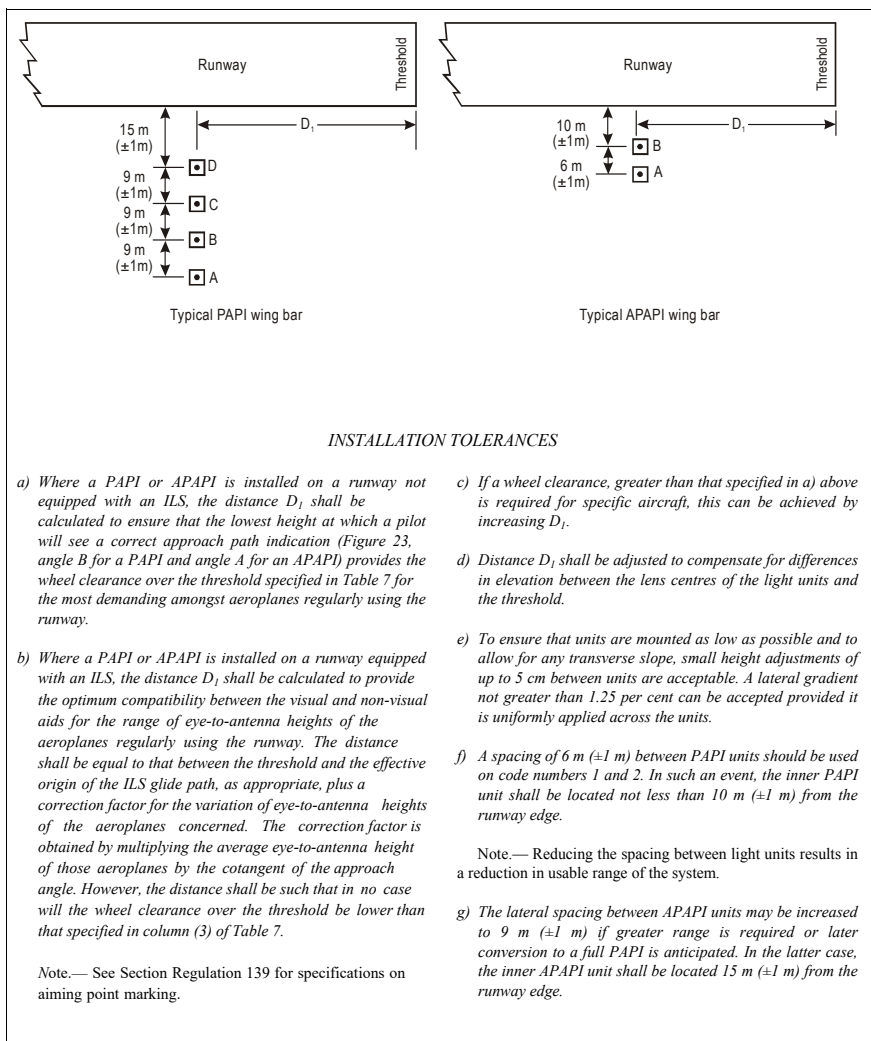 Runway
Threshold
15 m
(±1m)
D1
D
9 m
(±1m)
C
9 m
(±1m)
B
9 m
(±1m)
A
Typical PAPI wing bar
Runway
Threshold
10 m
(±1m)
D1
B
6 m
(±1m)
A
Typical APAPI wing bar
INSTALLATION TOLERANCES
a) Where a PAPI or APAPI is installed on a runway not
equipped with an ILS, the distance D1 shall be
calculated to ensure that the lowest height at which a pilot
will see a correct approach path indication (Figure 23,
angle B for a PAPI and angle A for an APAPI) provides the
wheel clearance over the threshold specified in Table 7 for
the most demanding amongst aeroplanes regularly using the
runway.
b) Where a PAPI or APAPI is installed on a runway equipped
with an ILS, the distance D1 shall be calculated to provide
the optimum compatibility between the visual and non-visual
aids for the range of eye-to-antenna heights of the
aeroplanes regularly using the runway. The distance
shall be equal to that between the threshold and the effective
origin of the ILS glide path, as appropriate, plus a
correction factor for the variation of eye-to-antenna heights
of the aeroplanes concerned. The correction factor is
obtained by multiplying the average eye-to-antenna height
of those aeroplanes by the cotangent of the approach
angle. However, the distance shall be such that in no case
will the wheel clearance over the threshold be lower than
that specified in column (3) of Table 7.
Note.— See Section Regulation 139 for specifications on
aiming point marking.
c) If a wheel clearance, greater than that specified in a) above
is required for specific aircraft, this can be achieved by
increasing D1.
d) Distance D1 shall be adjusted to compensate for differences
in elevation between the lens centres of the light units and
the threshold.
e) To ensure that units are mounted as low as possible and to
allow for any transverse slope, small height adjustments of
up to 5 cm between units are acceptable. A lateral gradient
not greater than 1.25 per cent can be accepted provided it
is uniformly applied across the units.
f) A spacing of 6 m (±1 m) between PAPI units should be used
on code numbers 1 and 2. In such an event, the inner PAPI
unit shall be located not less than 10 m (±1 m) from the
runway edge.
Note.— Reducing the spacing between light units results in
a reduction in usable range of the system.
g) The lateral spacing between APAPI units may be increased
to 9 m (±1 m) if greater range is required or later
conversion to a full PAPI is anticipated. In the latter case,
the inner APAPI unit shall be located 15 m (±1 m) from the
runway edge.